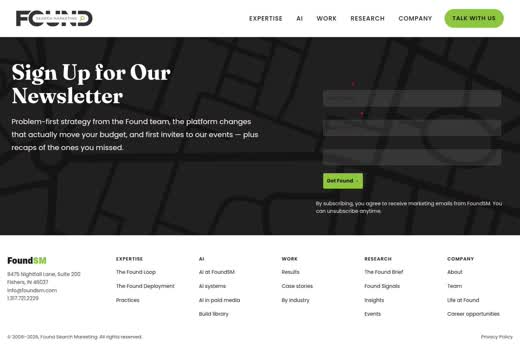 FOUND
SEARCH MARKETING
EXPERTISE AI WORK RESEARCH COMPANY TALK WITH US
Sign Up for Our
Newsletter
Problem-first strategy from the Found team, the platform changes
that actually move your budget, and first invites to our events — plus
recaps of the ones you missed.
*
*
Get Found →
By subscribing, you agree to receive marketing emails from FoundSM. You
can unsubscribe anytime.
FoundSM
8475 Nightfall Lane, Suite 200
Fishers, IN 46037
info@foundsm.com
1.317.721.2229
EXPERTISE
The Found Loop
The Found Deployment
Practices
AI
AI at FoundSM
AI systems
AI in paid media
Build library
WORK
Results
Case stories
By industry
RESEARCH
The Found Brief
Found Signals
Insights
Events
COMPANY
About
Team
Life at Found
Career opportunities
© 2008–2026, Found Search Marketing. All rights reserved.
Privacy Policy